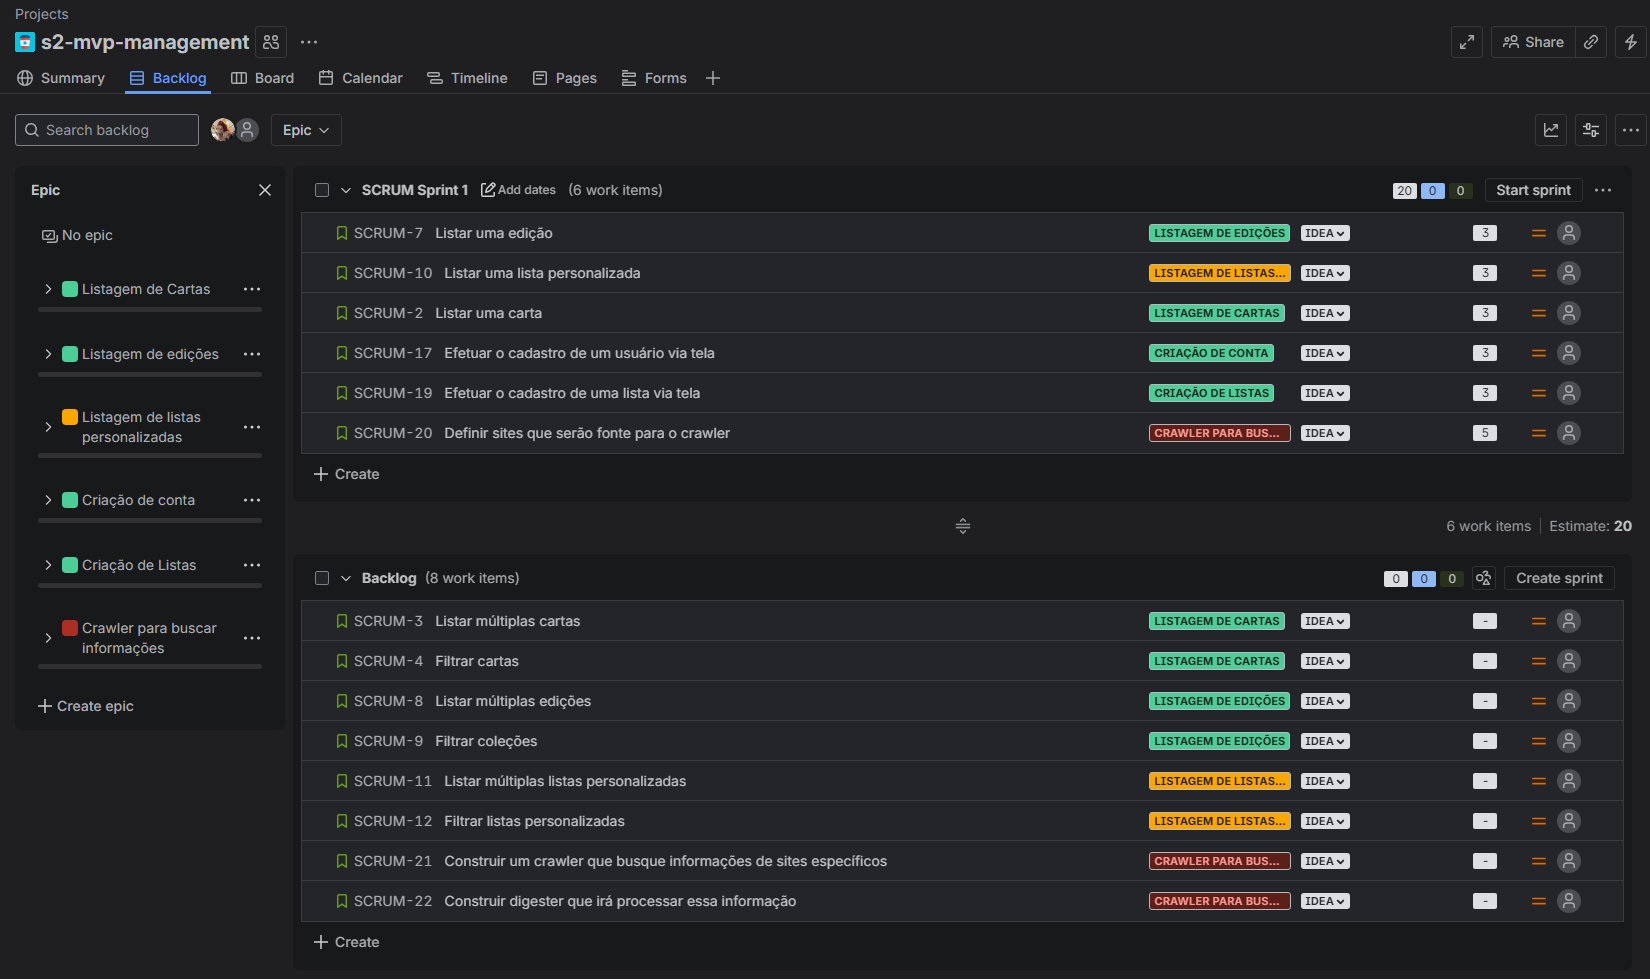 Projects
s2-mvp-management
Share
Summary
Backlog
Board
Calendar
Timeline
Pages
Forms
Search backlog
Epic
Epic
No epic
Listagem de Cartas
Listagem de edições
Listagem de listas
personalizadas
Criação de conta
Criação de Listas
Crawler para buscar
informações
Create epic
SCRUM Sprint 1 Add dates (6 work items) 20 0 0 Start sprint
SCRUM-7 Listar uma edição LISTAGEM DE EDIÇÕES IDEA 3
SCRUM-10 Listar uma lista personalizada LISTAGEM DE LISTAS... IDEA 3
SCRUM-2 Listar uma carta LISTAGEM DE CARTAS IDEA 3
SCRUM-17 Efetuar o cadastro de um usuário via tela CRIAÇÃO DE CONTA IDEA 3
SCRUM-19 Efetuar o cadastro de uma lista via tela CRIAÇÃO DE LISTAS IDEA 3
SCRUM-20 Definir sites que serão fonte para o crawler CRAWLER PARA BUS... IDEA 5
Create
6 work items Estimate: 20
Backlog (8 work items) 0 0 0 Create sprint
SCRUM-3 Listar múltiplas cartas LISTAGEM DE CARTAS IDEA -
SCRUM-4 Filtrar cartas LISTAGEM DE CARTAS IDEA -
SCRUM-8 Listar múltiplas edições LISTAGEM DE EDIÇÕES IDEA -
SCRUM-9 Filtrar coleções LISTAGEM DE EDIÇÕES IDEA -
SCRUM-11 Listar múltiplas listas personalizadas LISTAGEM DE LISTAS... IDEA -
SCRUM-12 Filtrar listas personalizadas LISTAGEM DE LISTAS... IDEA -
SCRUM-21 Construir um crawler que busque informações de sites específicos CRAWLER PARA BUS... IDEA -
SCRUM-22 Construir digester que irá processar essa informação CRAWLER PARA BUS... IDEA -
Create